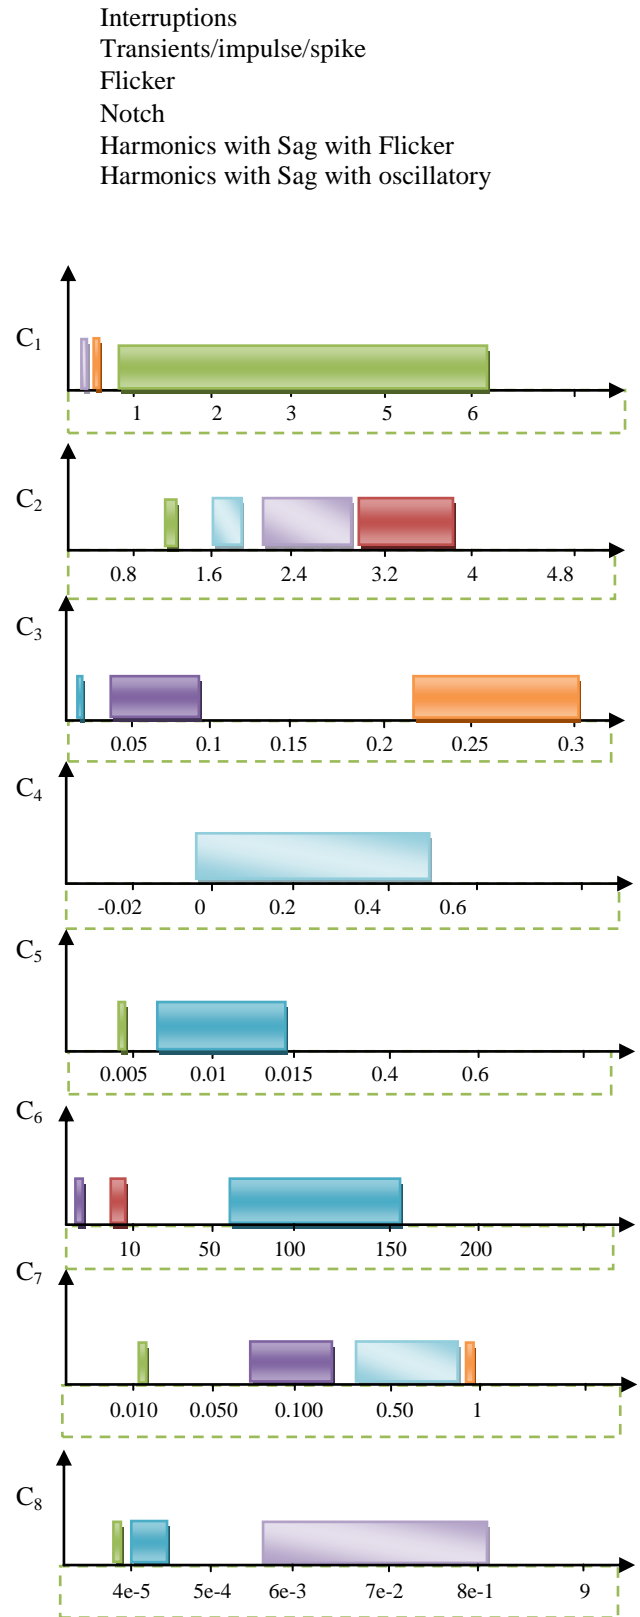 Interruptions
Transients/impulse/spike
Flicker
Notch
Harmonics with Sag with Flicker
Harmonics with Sag with oscillatory
C1
1 2 3 5 6
C2
0.8 1.6 2.4 3.2 4 4.8
C3
0.05 0.1 0.15 0.2 0.25 0.3
C4
-0.02 0 0.2 0.4 0.6
C5
0.005 0.01 0.015 0.4 0.6
C6
10 50 100 150 200
C7
0.010 0.050 0.100 0.50 1
C8
4e-5 5e-4 6e-3 7e-2 8e-1 9